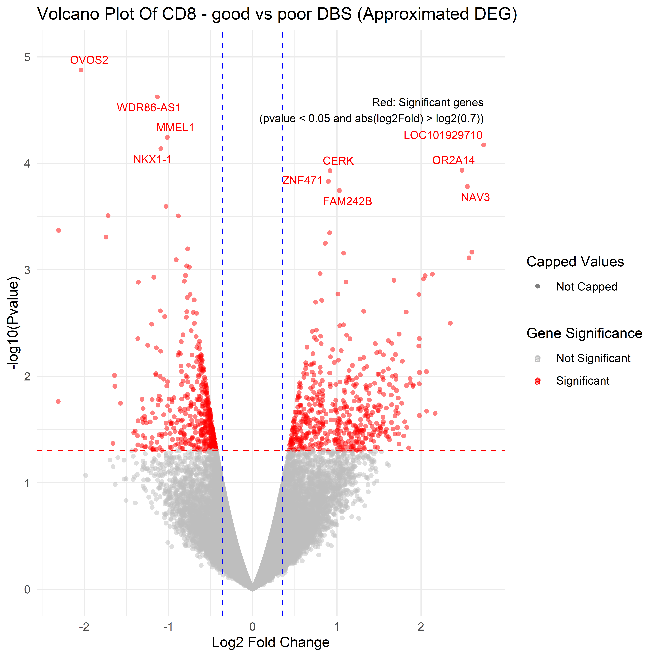 Volcano Plot Of CD8 - good vs poor DBS (Approximated DEG)
5
4
3
2
1
0
-2
-1
0
1
2
-log10(Pvalue)
Log2 Fold Change
OVOS2
WDR86-AS1
MMEL1
NKX1-1
Red: Significant genes
(pvalue < 0.05 and abs(log2Fold) > log2(0.7))
LOC101929710
CERK
OR2A14
ZNF471
FAM242B
NAV3
Capped Values
Not Capped
Gene Significance
Not Significant
Significant